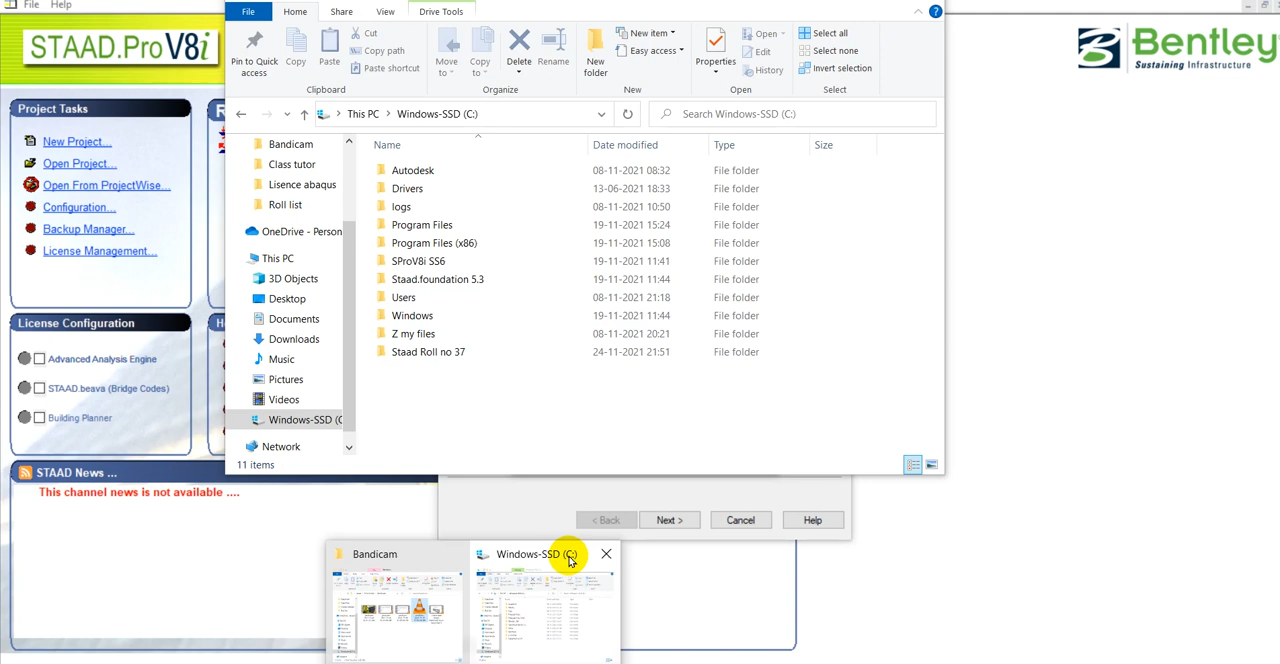 File Help
STAAD.Pro V8i
Bentley
Sustaining Infrastructure
Project Tasks
New Project...
Open Project...
Open From ProjectWise...
Configuration...
Backup Manager...
License Management...
License Configuration
Advanced Analysis Engine
STAAD.beava (Bridge Codes)
Building Planner
STAAD News ...
This channel news is not available ....
File Home Share View Drive Tools
Pin to Quick access
Copy
Paste
Cut
Copy path
Paste shortcut
Clipboard
Move to
Copy to
Delete
Rename
Organize
New folder
New item
Easy access
New
Properties
Open
Edit
History
Open
Select all
Select none
Invert selection
Select
This PC > Windows-SSD (C:)
Search Windows-SSD (C:)
Bandicam
Class tutor
Lisence abaqus
Roll list
OneDrive - Person
This PC
3D Objects
Desktop
Documents
Downloads
Music
Pictures
Videos
Windows-SSD (C
Network
Name Date modified Type Size
Autodesk 08-11-2021 08:32 File folder
Drivers 13-06-2021 18:33 File folder
logs 08-11-2021 10:50 File folder
Program Files 19-11-2021 15:24 File folder
Program Files (x86) 19-11-2021 15:08 File folder
SProV8i SS6 19-11-2021 11:41 File folder
Staad.foundation 5.3 19-11-2021 11:44 File folder
Users 08-11-2021 21:18 File folder
Windows 19-11-2021 11:44 File folder
Z my files 08-11-2021 20:21 File folder
Staad Roll no 37 24-11-2021 21:51 File folder
11 items
< Back Next > Cancel Help
Bandicam
Windows-SSD (C:)